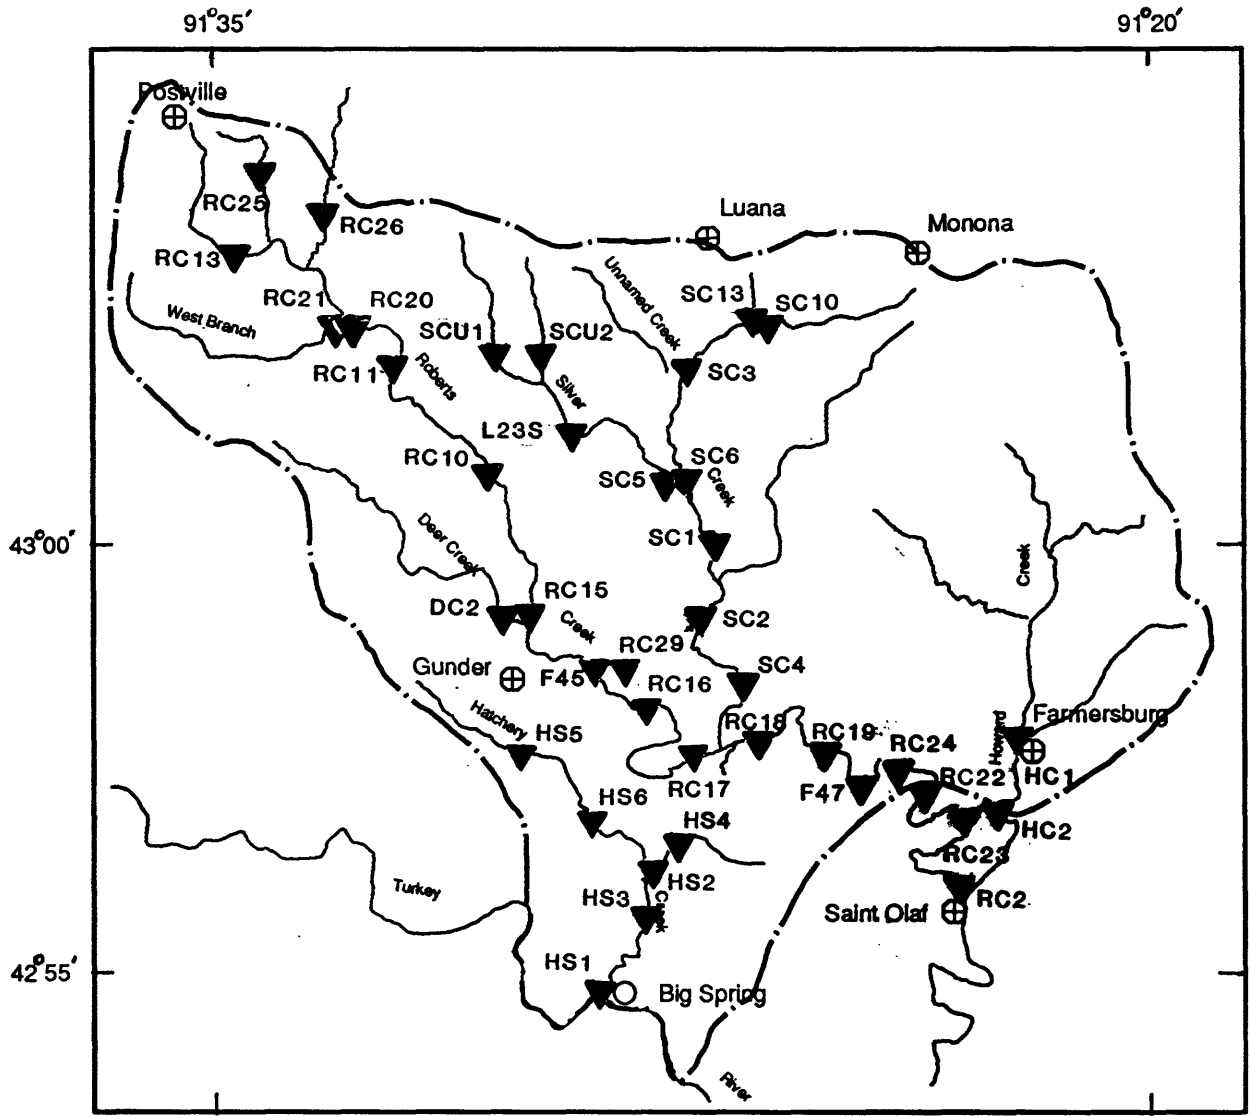 91°35′ 91°20′
Postville
Luana
Monona
RC25
RC26
RC13
Unnamed Creek
RC21 RC20
SC13 SC10
West Branch
SCU1 SCU2
RC11
Roberts
SC3
Silver
L23S
RC10
SC6
SC5
Creek
Deer Creek
SC1
43°00′
Creek
DC2
RC15
Creek
SC2
RC29
Gunder
F45
SC4
RC16
Hatchery
HS5
RC18
RC19
Howard
Farmersburg
RC24
RC22
HC1
RC17
F47
HS6
HS4
HC2
RC23
HS2
Turkey
HS3
Creek
RC2
Saint Olaf
HS1
42°55′
Big Spring
River